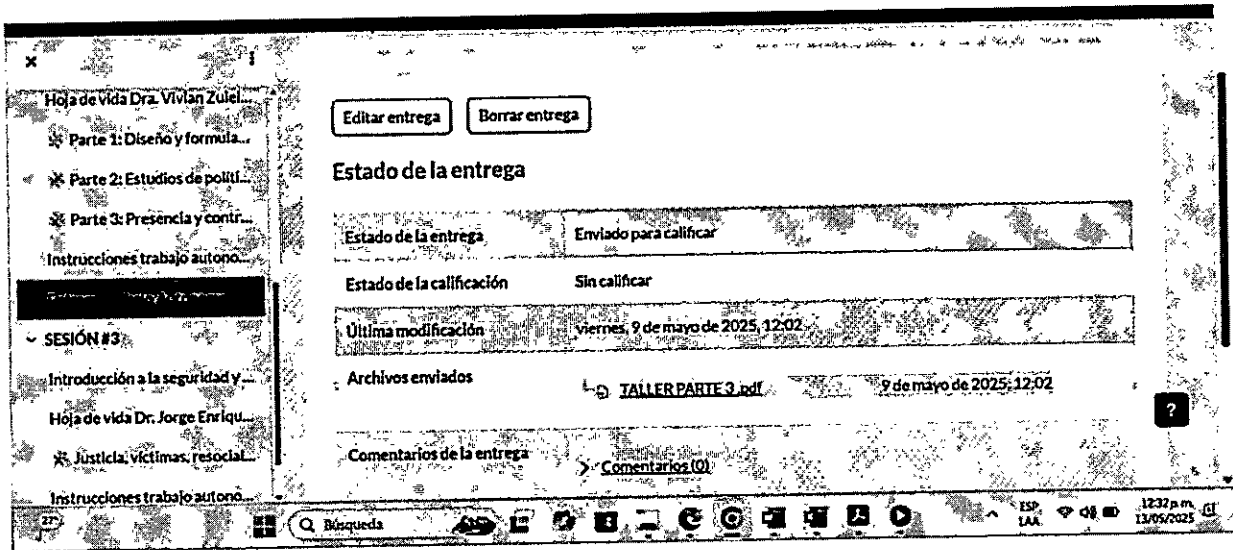 Hoja de vida Dra. Vivian Zulei...
Parte 1: Diseño y formula...
Parte 2: Estudios de políti...
Parte 3: Presencia y contr...
Instrucciones trabajo autono...
SESIÓN #3
Introducción a la seguridad y ...
Hoja de vida Dr. Jorge Enriqu...
Justicia, víctimas, resocial...
Instrucciones trabajo autono...
Editar entrega
Borrar entrega
Estado de la entrega
Estado de la entrega
Enviado para calificar
Estado de la calificación
Sin calificar
Última modificación
viernes, 9 de mayo de 2025, 12:02
Archivos enviados
TALLER PARTE 3 .pdf
9 de mayo de 2025, 12:02
Comentarios de la entrega
Comentarios (0)
?
27°
Búsqueda
ESP
LAA
12:32 p.m.
13/05/2025